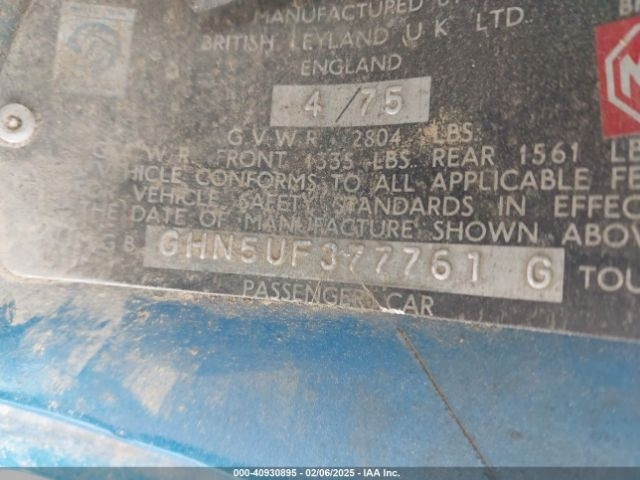 MANUFACTURED B
BRITISH LEYLAND U.K. LTD.
ENGLAND
4/75
G.V.W.R. 2804 LBS.
W.R. FRONT 1335 LBS. REAR 1561 LB
VEHICLE CONFORMS TO ALL APPLICABLE FE
VEHICLE SAFETY STANDARDS IN EFFEC
THE DATE OF MANUFACTURE SHOWN ABOV
GHN5UF377761 G TOU
PASSENGER CAR
000-40930895 - 02/06/2025 - IAA Inc.